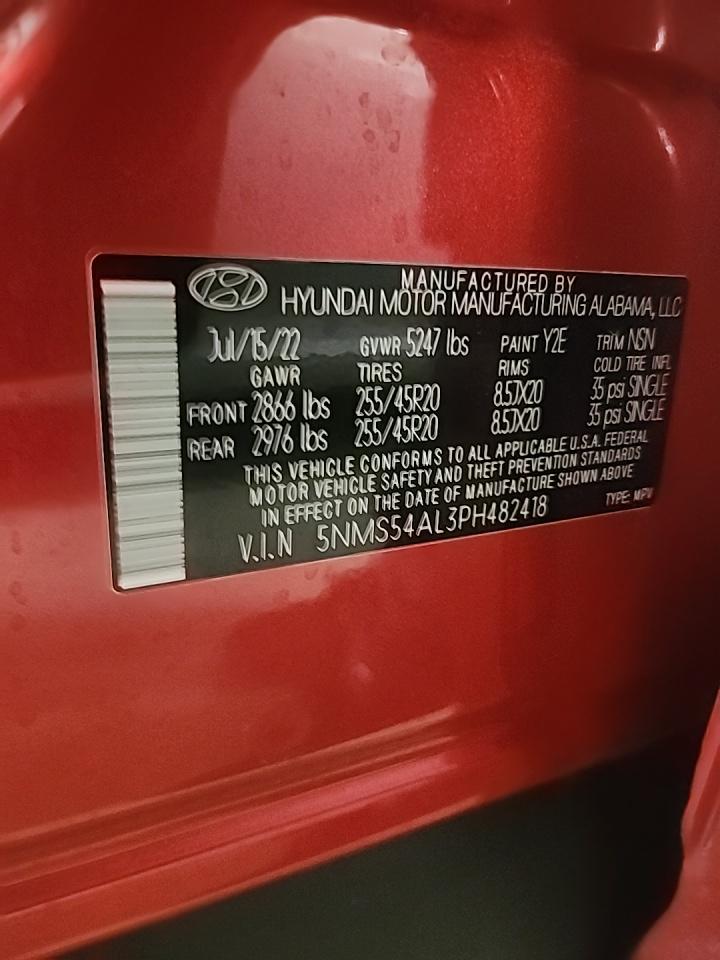 MANUFACTURED BY
HYUNDAI MOTOR MANUFACTURING ALABAMA, LLC
Jul/15/22 GVWR 5247 lbs PAINT Y2E TRIM NSN
GAWR TIRES RIMS COLD TIRE INFL
FRONT 2866 lbs 255/45R20 8.5JX20 35 psi SINGLE
REAR 2976 lbs 255/45R20 8.5JX20 35 psi SINGLE
THIS VEHICLE CONFORMS TO ALL APPLICABLE U.S.A. FEDERAL
MOTOR VEHICLE SAFETY AND THEFT PREVENTION STANDARDS
IN EFFECT ON THE DATE OF MANUFACTURE SHOWN ABOVE
V.I.N 5NMS54AL3PH482418 TYPE: MPV